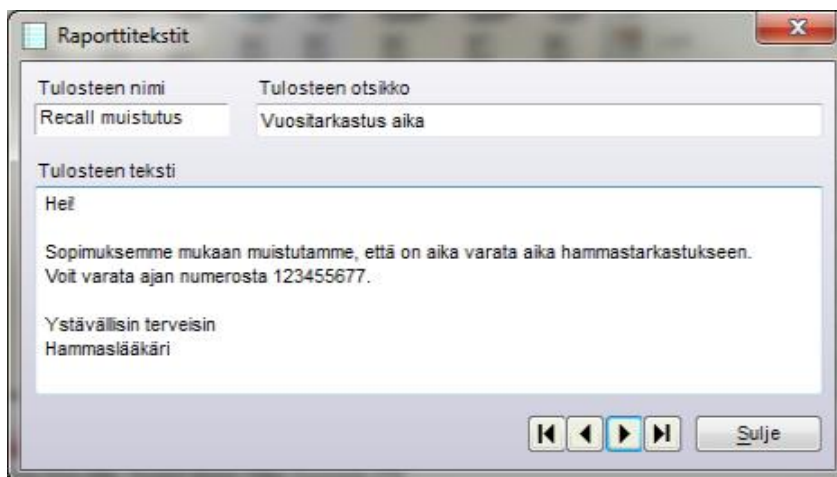 Raporttitekstit
Tulosteen nimi Tulosteen otsikko
Recall muistutus Vuositarkastus aika
Tulosteen teksti
Hei!
Sopimuksemme mukaan muistutamme, että on aika varata aika hammastarkastukseen.
Voit varata ajan numerosta 123455677.
Ystävällisin terveisin
Hammaslääkäri
Sulje